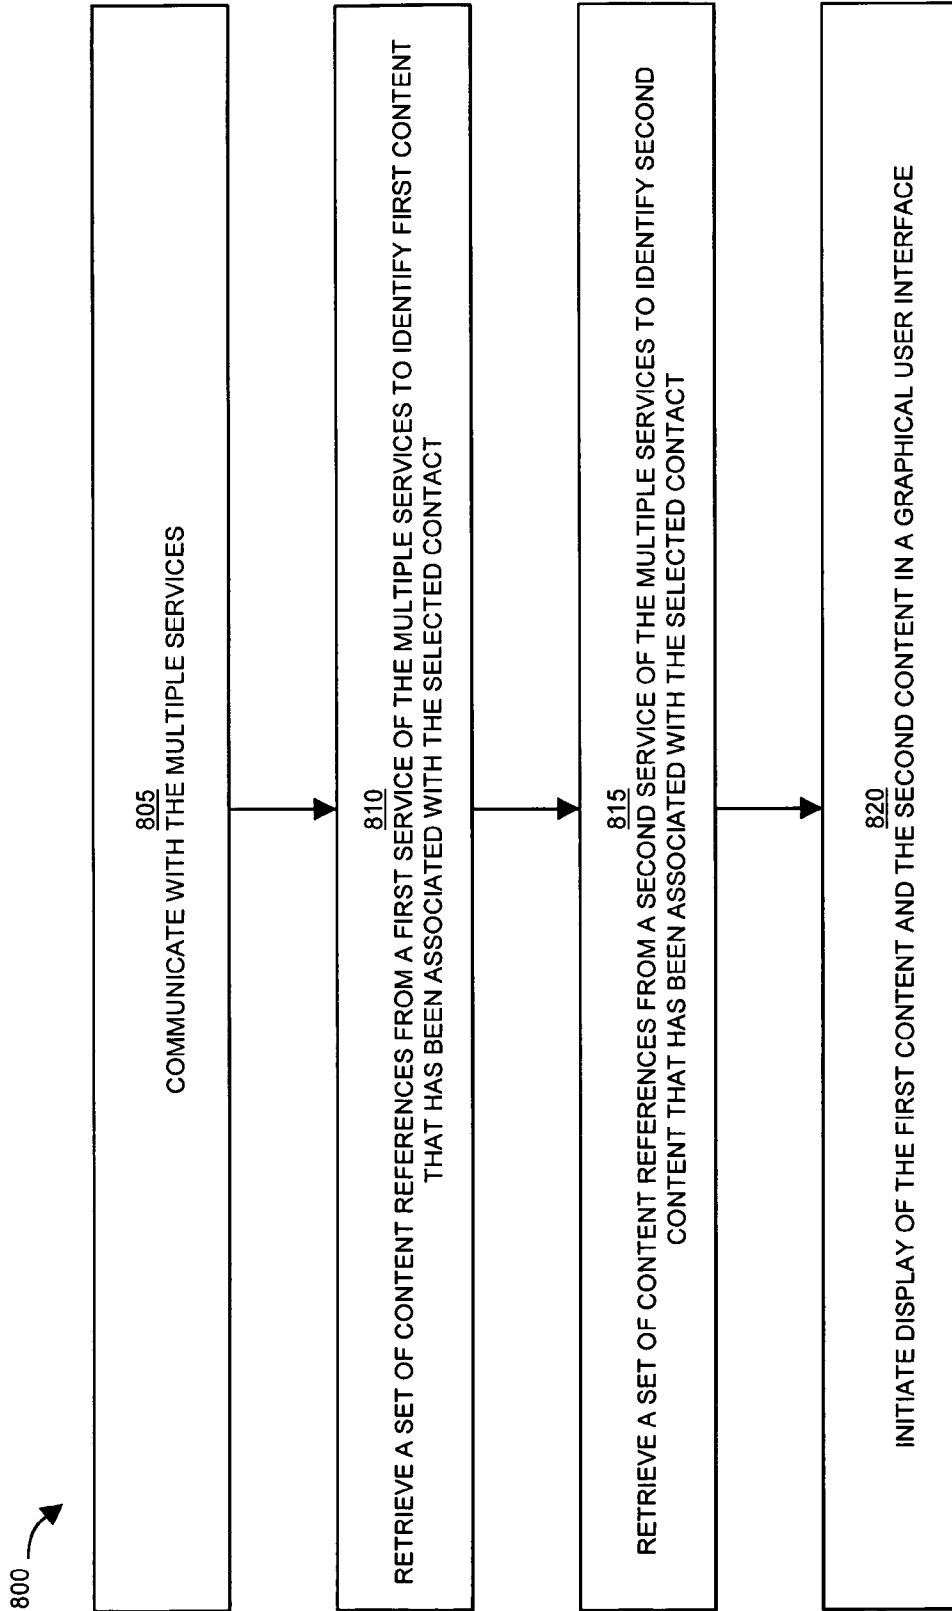 800
805
COMMUNICATE WITH THE MULTIPLE SERVICES
810
RETRIEVE A SET OF CONTENT REFERENCES FROM A FIRST SERVICE OF THE MULTIPLE SERVICES TO IDENTIFY FIRST CONTENT
THAT HAS BEEN ASSOCIATED WITH THE SELECTED CONTACT
815
RETRIEVE A SET OF CONTENT REFERENCES FROM A SECOND SERVICE OF THE MULTIPLE SERVICES TO IDENTIFY SECOND
CONTENT THAT HAS BEEN ASSOCIATED WITH THE SELECTED CONTACT
820
INITIATE DISPLAY OF THE FIRST CONTENT AND THE SECOND CONTENT IN A GRAPHICAL USER INTERFACE